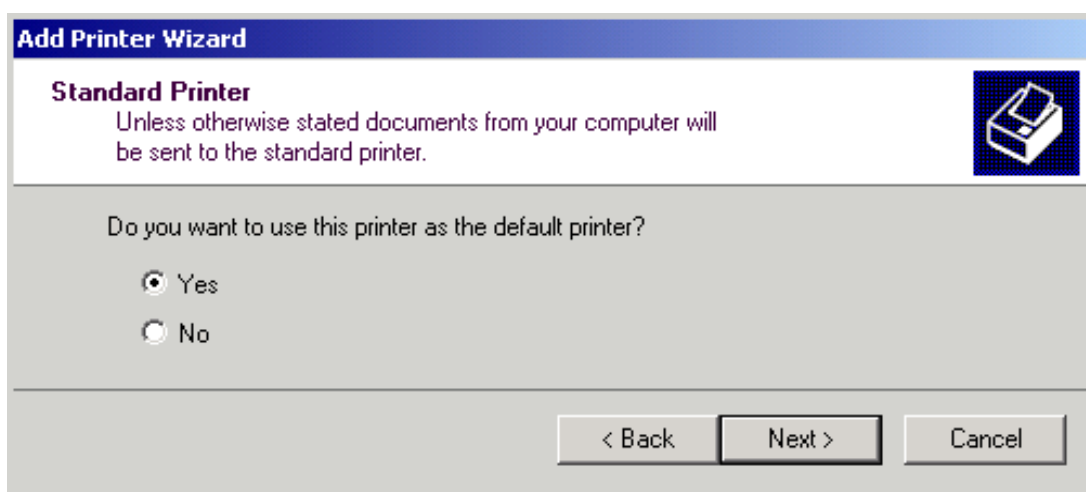 Add Printer Wizard
Standard Printer
Unless otherwise stated documents from your computer will
be sent to the standard printer.
Do you want to use this printer as the default printer?
Yes
No
< Back
Next >
Cancel